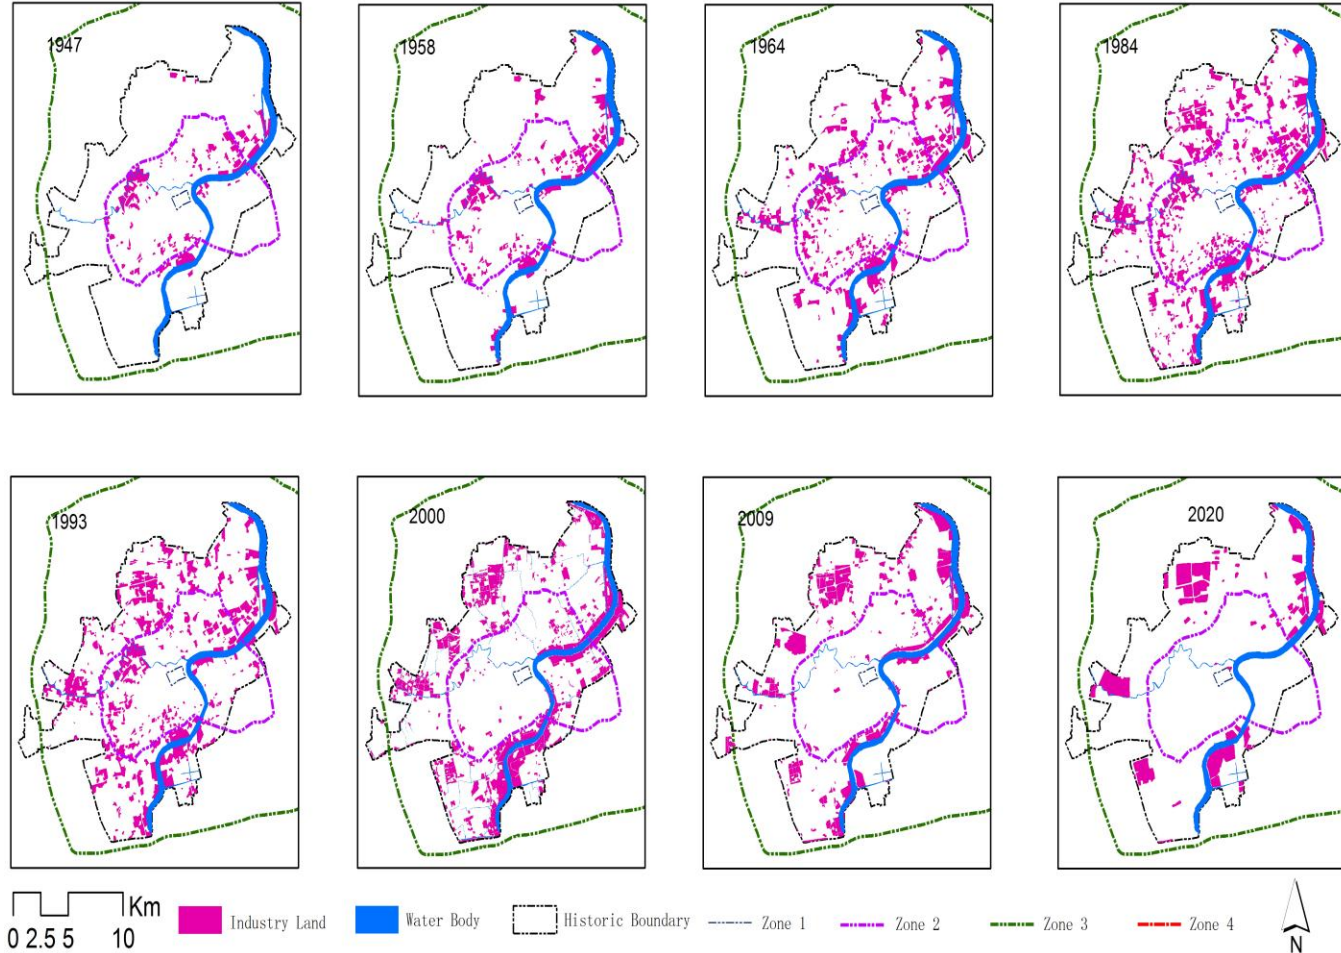 1947
1958
1964
1984
1993
2000
2009
2020
Km
0 2.5 5 10
Industry Land
Water Body
Historic Boundary
Zone 1
Zone 2
Zone 3
Zone 4
N